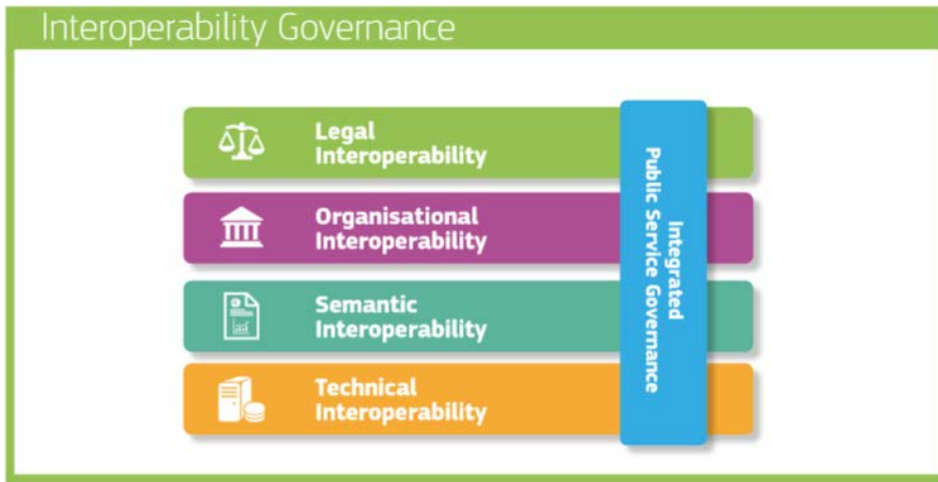 Interoperability Governance
Legal
Interoperability
Organisational
Interoperability
Semantic
Interoperability
Technical
Interoperability
Integrated
Public Service Governance